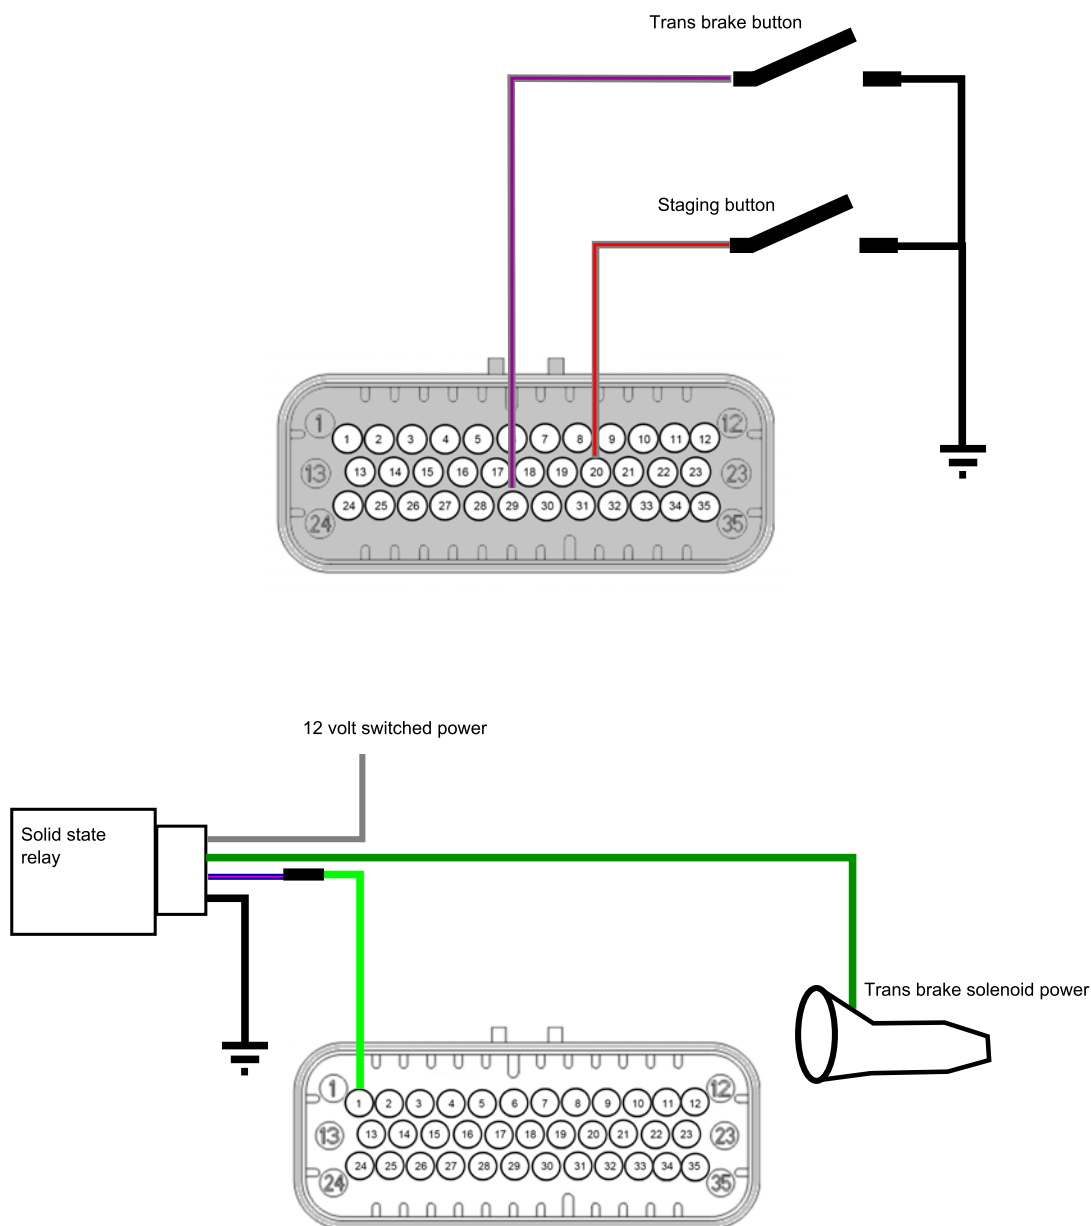 Trans brake button
Staging button
1 12
1 2 3 4 5 6 7 8 9 10 11 12
13 13 14 15 16 17 18 19 20 21 22 23 23
24 25 26 27 28 29 30 31 32 33 34 35
24 35
12 volt switched power
Solid state
relay
Trans brake solenoid power
1 12
1 2 3 4 5 6 7 8 9 10 11 12
13 13 14 15 16 17 18 19 20 21 22 23 23
24 25 26 27 28 29 30 31 32 33 34 35
24 35